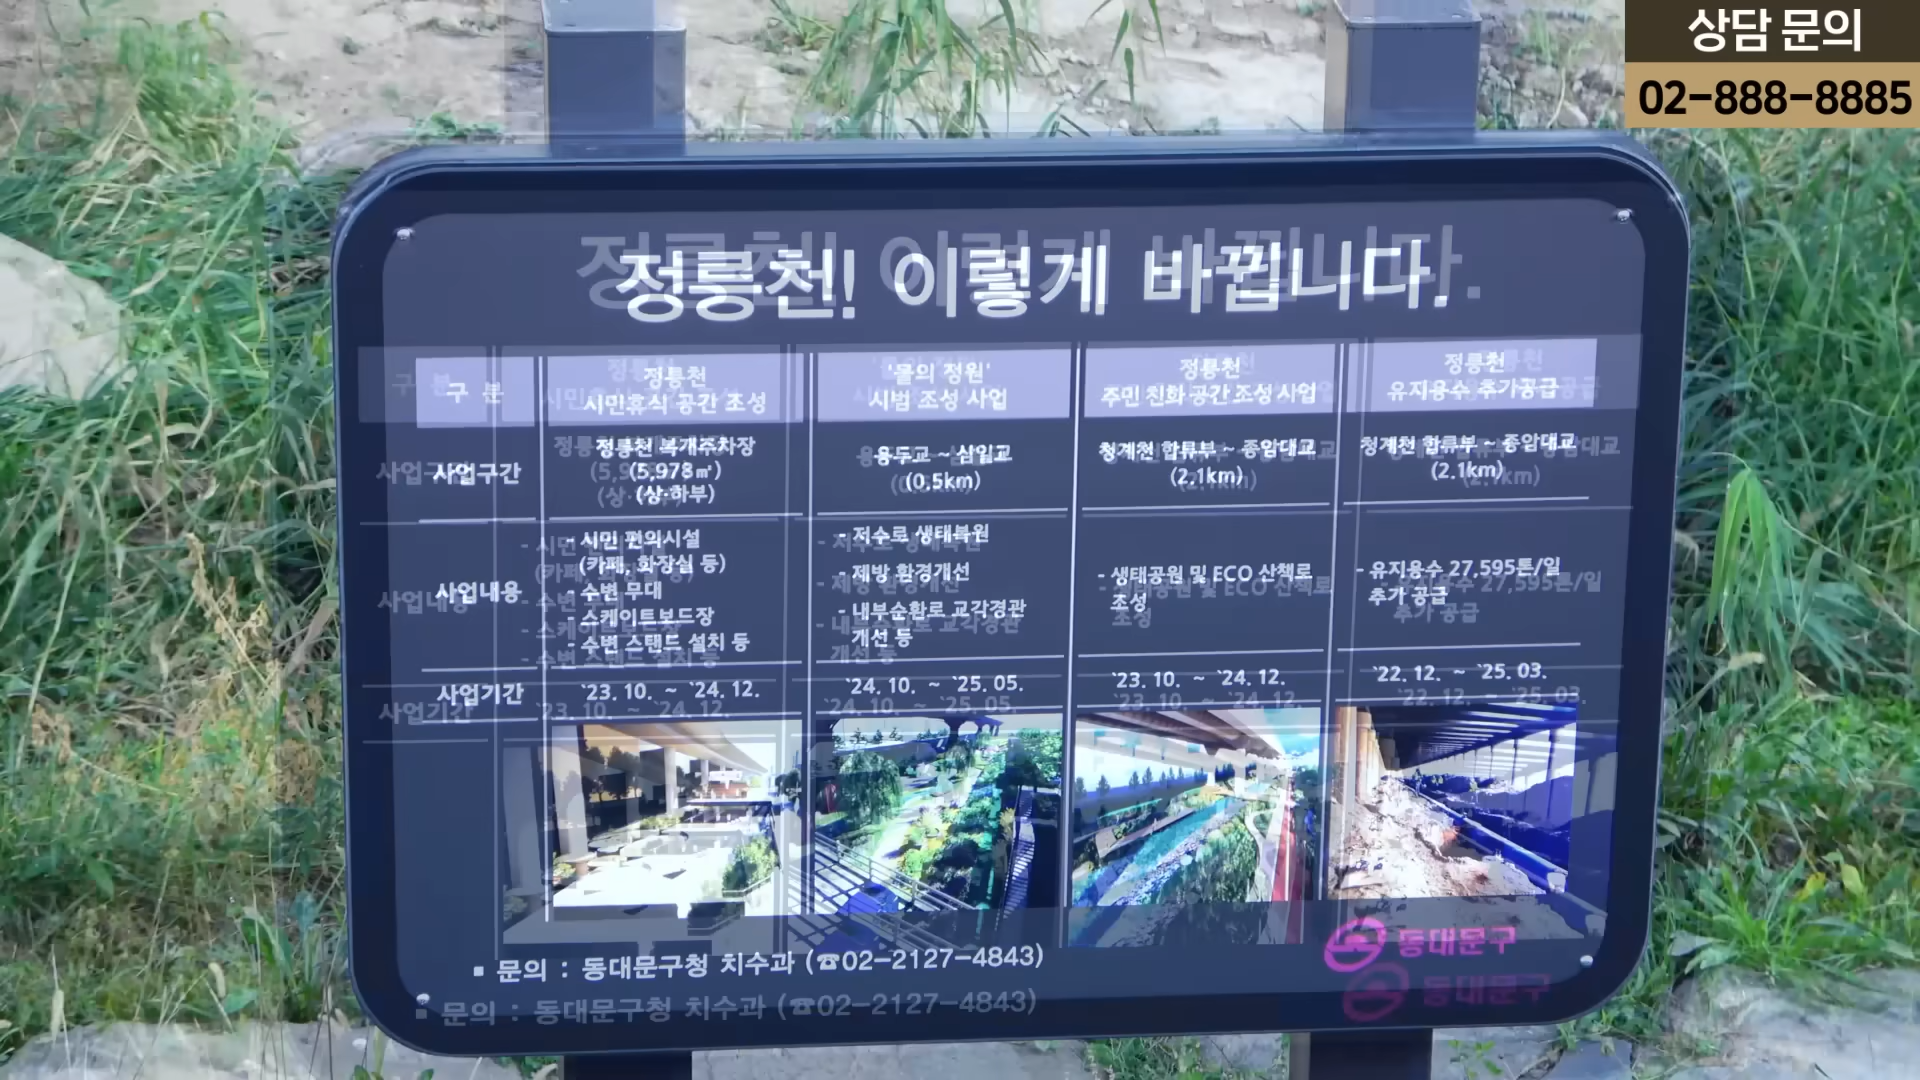 상담 문의
02-888-8885
정릉천! 이렇게 바뀝니다.
구 분
정릉천
시민휴식 공간 조성
'물의 정원'
시범 조성 사업
정릉천
주민 친화 공간 조성 사업
정릉천
유지용수 추가공급
사업구간
정릉천 복개주차장
(5,978㎡)
(상·하부)
용두교 ~ 삼일교
(0.5km)
청계천 합류부 ~ 종암대교
(2.1km)
청계천 합류부 ~ 종암대교
(2.1km)
사업내용
- 시민 편의시설
(카페, 화장실 등)
- 수변 무대
- 스케이트보드장
- 수변 스탠드 설치 등
- 저수로 생태복원
- 제방 환경개선
- 내부순환로 교각경관
개선 등
- 생태공원 및 ECO 산책로
조성
- 유지용수 27,595톤/일
추가 공급
사업기간
`23. 10. ~ `24. 12.
`24. 10. ~ `25. 05.
`23. 10. ~ `24. 12.
`22. 12. ~ `25. 03.
▪ 문의 : 동대문구청 치수과 (☎02-2127-4843)
동대문구